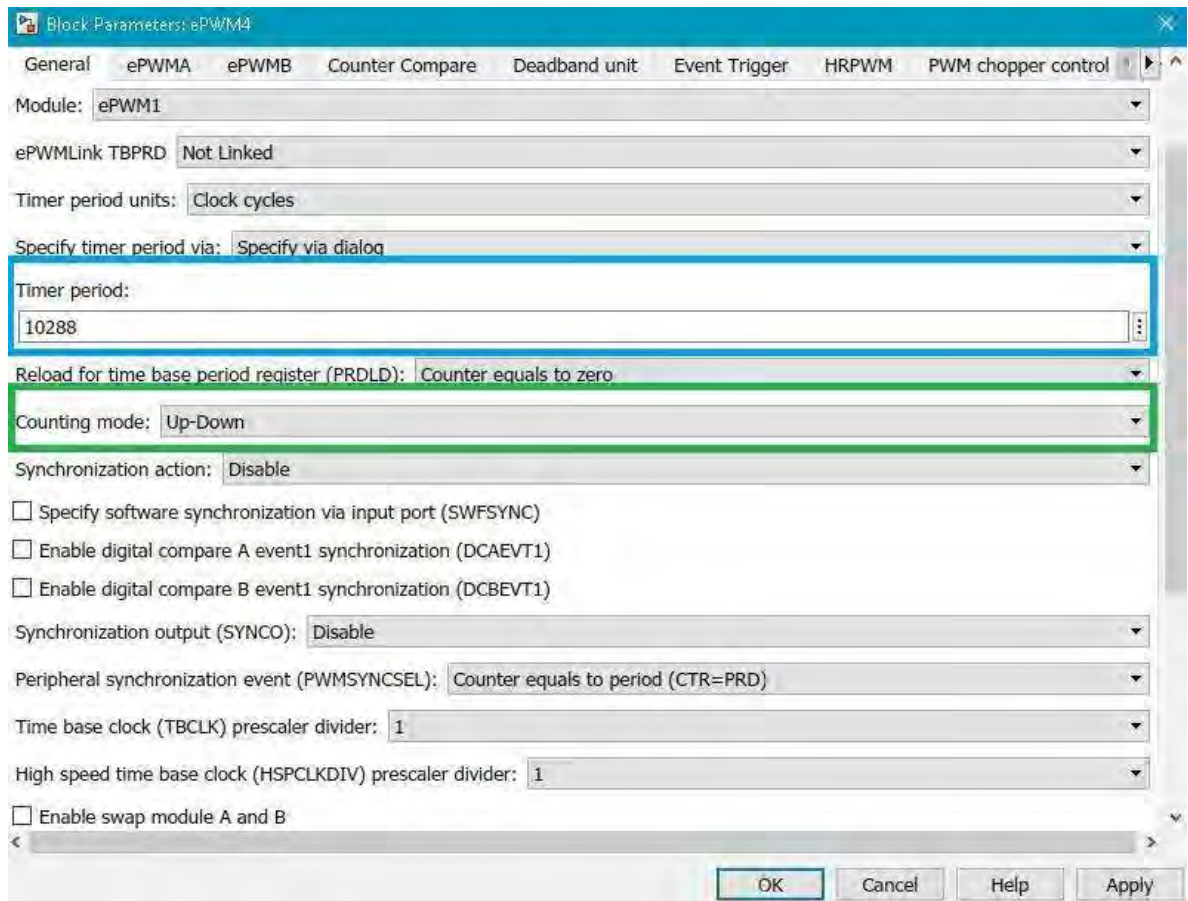 Block Parameters: ePWM4
General ePWMA ePWMB Counter Compare Deadband unit Event Trigger HRPWM PWM chopper control
Module: ePWM1
ePWMLink TBPRD Not Linked
Timer period units: Clock cycles
Specify timer period via: Specify via dialog
Timer period:
10288
Reload for time base period register (PRDLD): Counter equals to zero
Counting mode: Up-Down
Synchronization action: Disable
Specify software synchronization via input port (SWFSYNC)
Enable digital compare A event1 synchronization (DCAEVT1)
Enable digital compare B event1 synchronization (DCBEVT1)
Synchronization output (SYNCO): Disable
Peripheral synchronization event (PWMSYNCSEL): Counter equals to period (CTR=PRD)
Time base clock (TBCLK) prescaler divider: 1
High speed time base clock (HSPCLKDIV) prescaler divider: 1
Enable swap module A and B
OK Cancel Help Apply